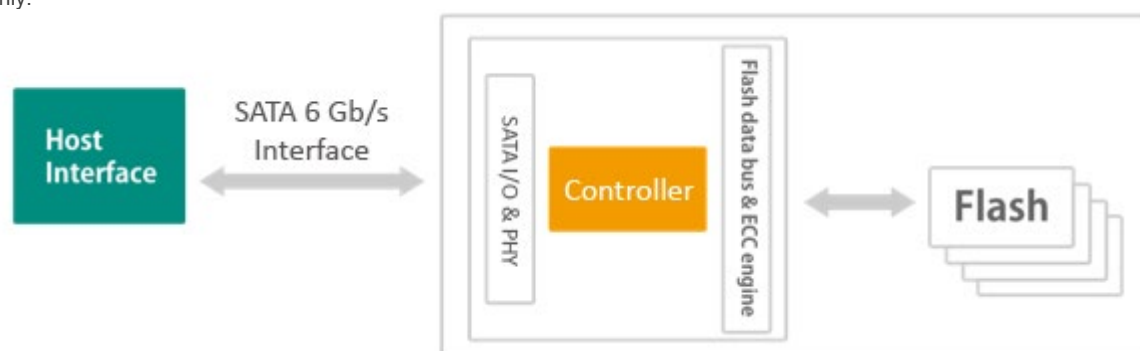 Host
Interface
SATA 6 Gb/s
Interface
SATA I/O & PHY
Controller
Flash data bus & ECC engine
Flash